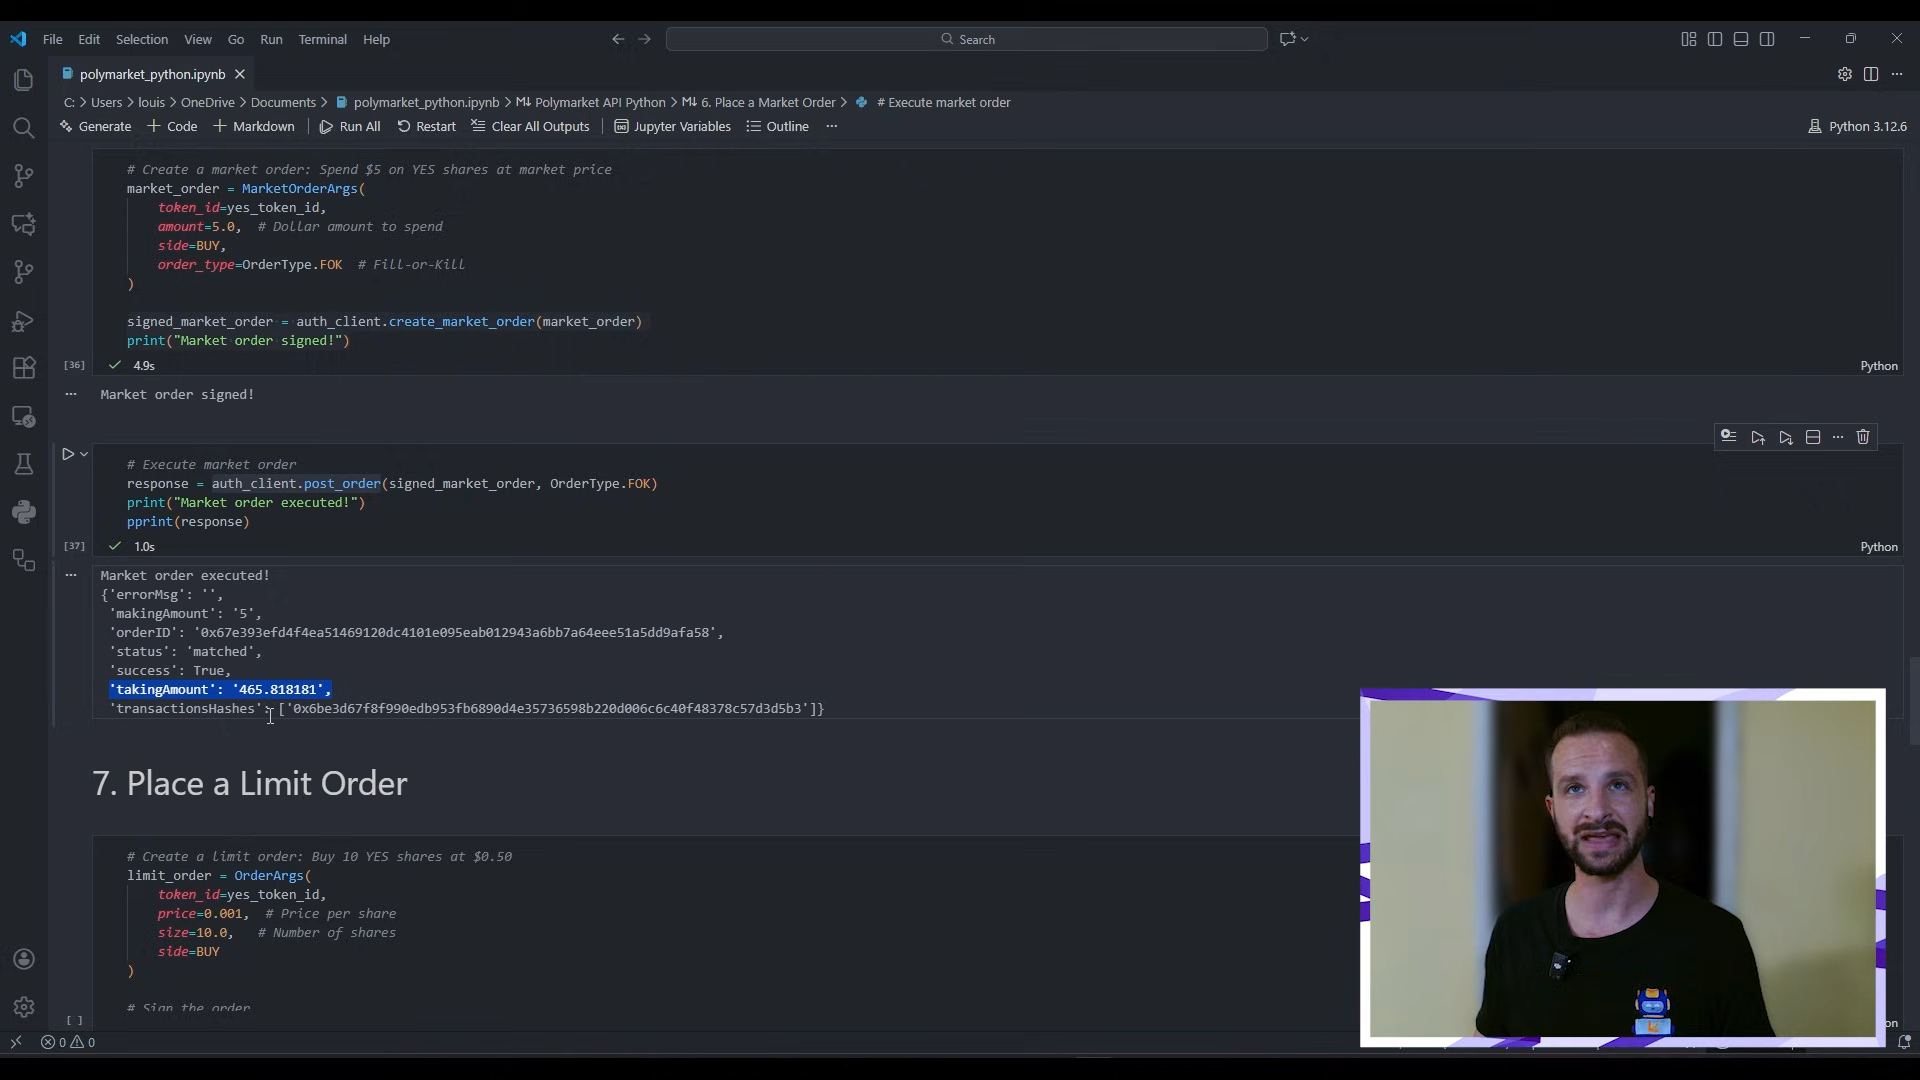 File Edit Selection View Go Run Terminal Help
Search
polymarket_python.ipynb
C: > Users > louis > OneDrive > Documents > polymarket_python.ipynb > M↓ Polymarket API Python > M↓ 6. Place a Market Order > # Execute market order
Generate + Code + Markdown Run All Restart Clear All Outputs Jupyter Variables Outline ...
Python 3.12.6
# Create a market order: Spend $5 on YES shares at market price
market_order = MarketOrderArgs(
token_id=yes_token_id,
amount=5.0, # Dollar amount to spend
side=BUY,
order_type=OrderType.FOK # Fill-or-Kill
)
signed_market_order = auth_client.create_market_order(market_order)
print("Market order signed!")
[36] 4.9s Python
Market order signed!
# Execute market order
response = auth_client.post_order(signed_market_order, OrderType.FOK)
print("Market order executed!")
pprint(response)
[37] 1.0s Python
Market order executed!
{'errorMsg': '',
'makingAmount': '5',
'orderID': '0x67e393efd4f4ea51469120dc4101e095eab012943a6bb7a64eee51a5dd9afa58',
'status': 'matched',
'success': True,
'takingAmount': '465.818181',
'transactionsHashes': ['0x6be3d67f8f990edb953fb6890d4e35736598b220d006c6c40f48378c57d3d5b3']}
7. Place a Limit Order
# Create a limit order: Buy 10 YES shares at $0.50
limit_order = OrderArgs(
token_id=yes_token_id,
price=0.001, # Price per share
size=10.0, # Number of shares
side=BUY
)
# Sign the order
[ ]
0 0